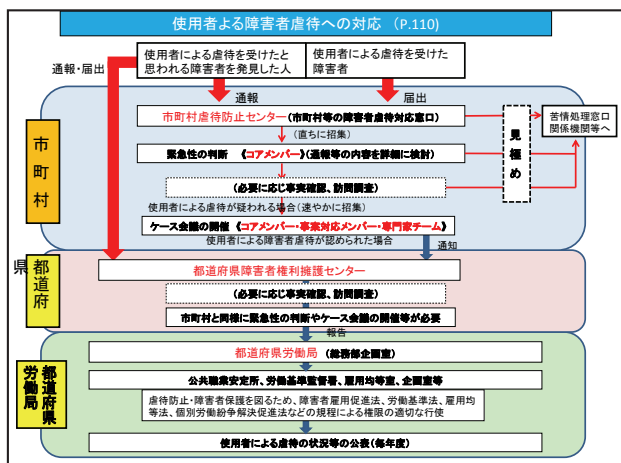 使用者よる障害者虐待への対応 (P.110)
使用者による虐待を受けたと
思われる障害者を発見した人
使用者による虐待を受けた
障害者
通報・届出
通報
届出
市町村
市町村虐待防止センター(市町村等の障害者虐待対応窓口)
(直ちに招集)
緊急性の判断 《コアメンバー》(通報等の内容を詳細に検討)
(必要に応じ事実確認、訪問調査)
見極め
苦情処理窓口
関係機関等へ
使用者による虐待が疑われる場合(速やかに招集)
ケース会議の開催《コアメンバー・事案対応メンバー・専門家チーム》
使用者による障害者虐待が認められた場合
通知
都道府県
都道府県障害者権利擁護センター
(必要に応じ事実確認、訪問調査)
市町村と同様に緊急性の判断やケース会議の開催等が必要
報告
都道府県労働局
都道府県労働局 (総務部企画室)
公共職業安定所、労働基準監督署、雇用均等室、企画室等
虐待防止・障害者保護を図るため、障害者雇用促進法、労働基準法、雇用均
等法、個別労働紛争解決促進法などの規程による権限の適切な行使
使用者による虐待の状況等の公表(毎年度)